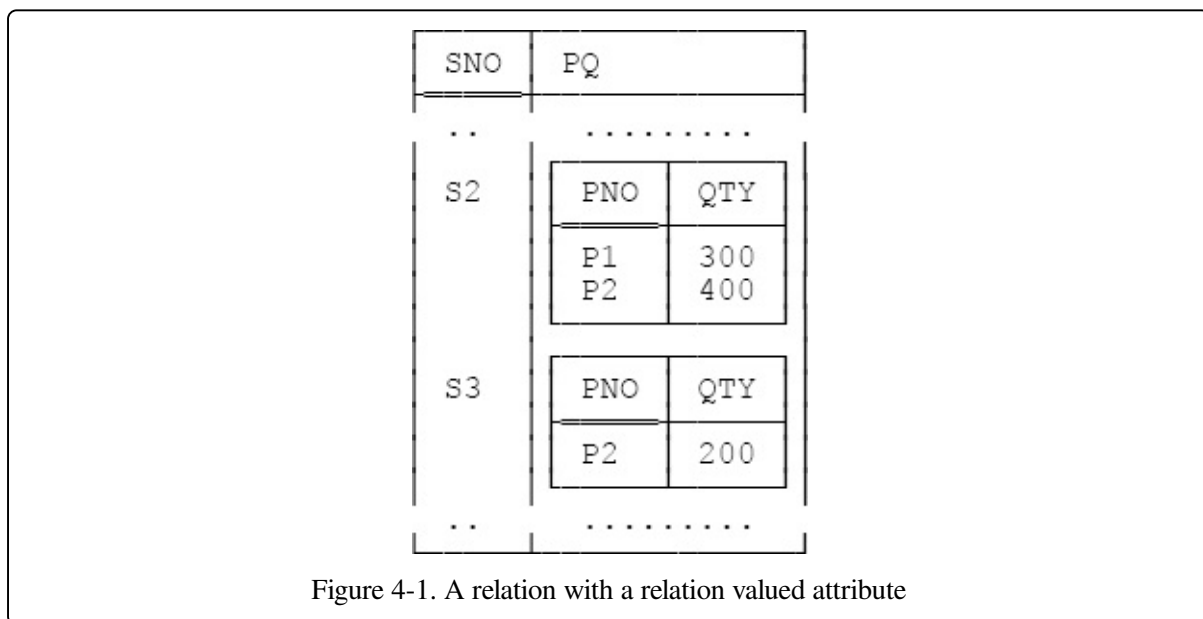 SNO PQ
.. .........
S2 PNO QTY
P1 300
P2 400
S3 PNO QTY
P2 200
.. .........
Figure 4-1. A relation with a relation valued attribute